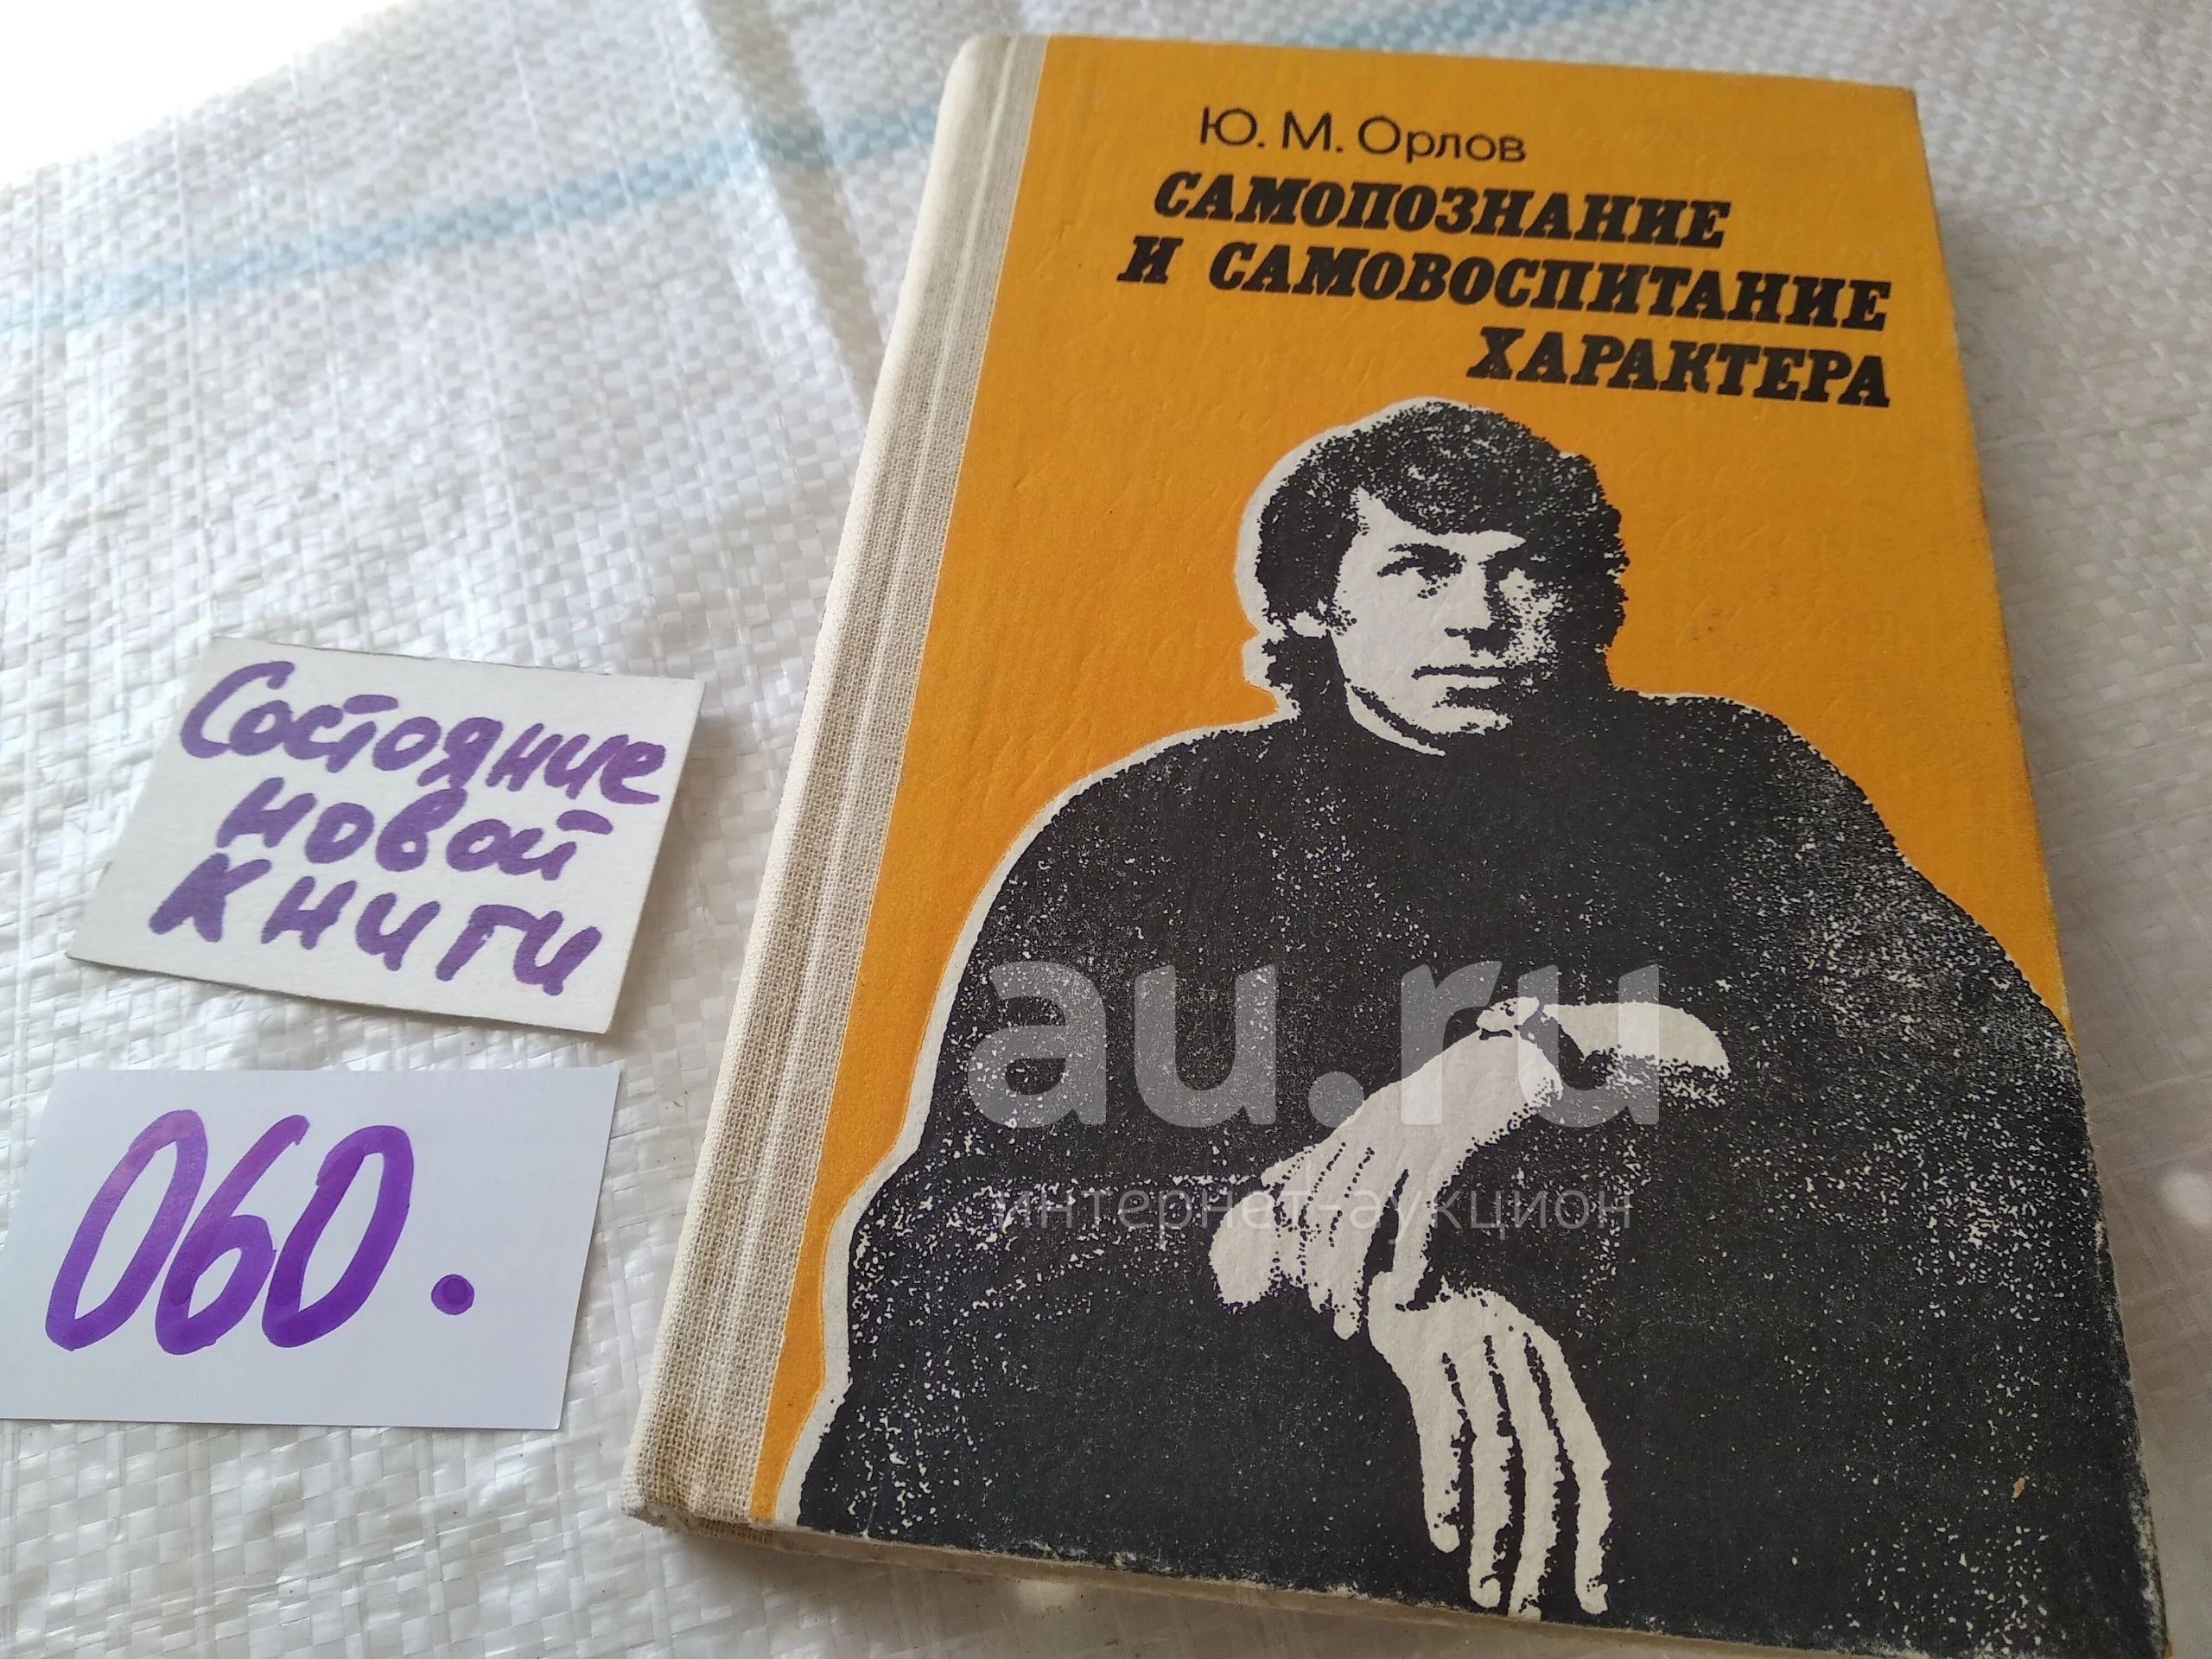 Ю. М. Орлов
САМОПОЗНАНИЕ
И САМОВОСПИТАНИЕ
ХАРАКТЕРА
Состояние
новой
книги
060.
au.ru
интернет-аукцион